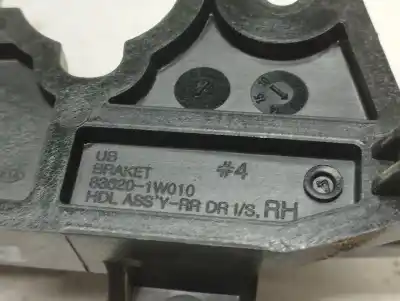 UB #4
BRAKET
83620-1W010
HDL ASS'Y-RR DR I/S, RH